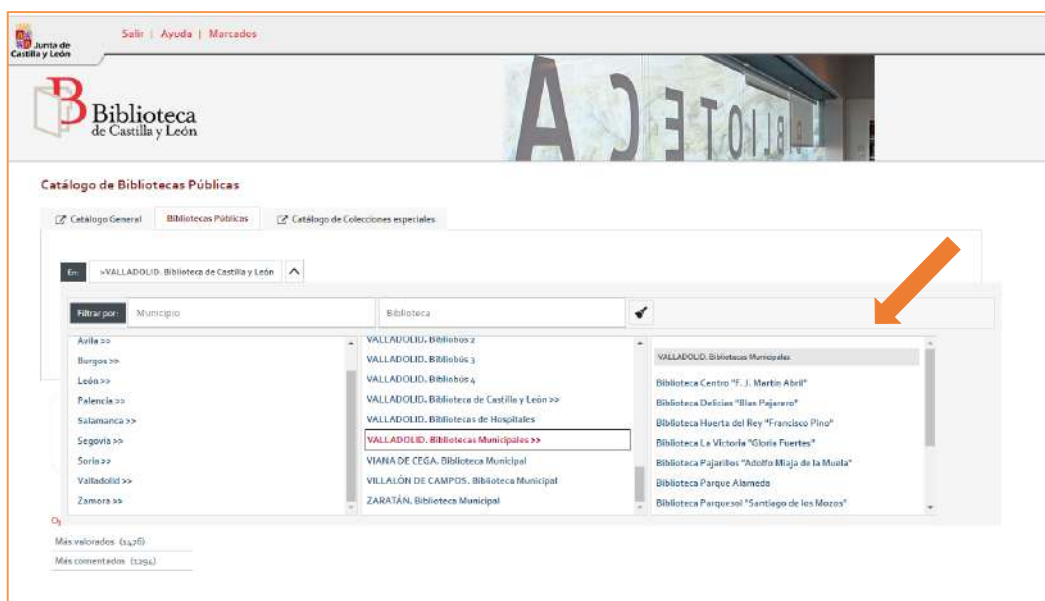 Junta de
Castilla y León
Salir | Ayuda | Marcados
B
Biblioteca
de Castilla y León
BIBLIOTECA
Catálogo de Bibliotecas Públicas
Catálogo General
Bibliotecas Públicas
Catálogo de Colecciones especiales
En:
>VALLADOLID. Biblioteca de Castilla y León
Filtrar por:
Municipio
Biblioteca
Avila >>
Burgos >>
León >>
Palencia >>
Salamanca >>
Segovia >>
Soria >>
Valladolid >>
Zamora >>
VALLADOLID. Bibliobús 2
VALLADOLID. Bibliobús 3
VALLADOLID. Bibliobús 4
VALLADOLID. Biblioteca de Castilla y León >>
VALLADOLID. Bibliotecas de Hospitales
VALLADOLID. Bibliotecas Municipales >>
VIANA DE CEGA. Biblioteca Municipal
VILLALÓN DE CAMPOS. Biblioteca Municipal
ZARATÁN. Biblioteca Municipal
VALLADOLID. Bibliotecas Municipales
Biblioteca Centro "F. J. Martín Abril"
Biblioteca Delicias "Blas Pajarero"
Biblioteca Huerta del Rey "Francisco Pino"
Biblioteca La Victoria "Gloria Fuertes"
Biblioteca Pajarillos "Adolfo Miaja de la Muela"
Biblioteca Parque Alameda
Biblioteca Parquesol "Santiago de los Mozos"
Más valorados (1476)
Más comentados (1294)